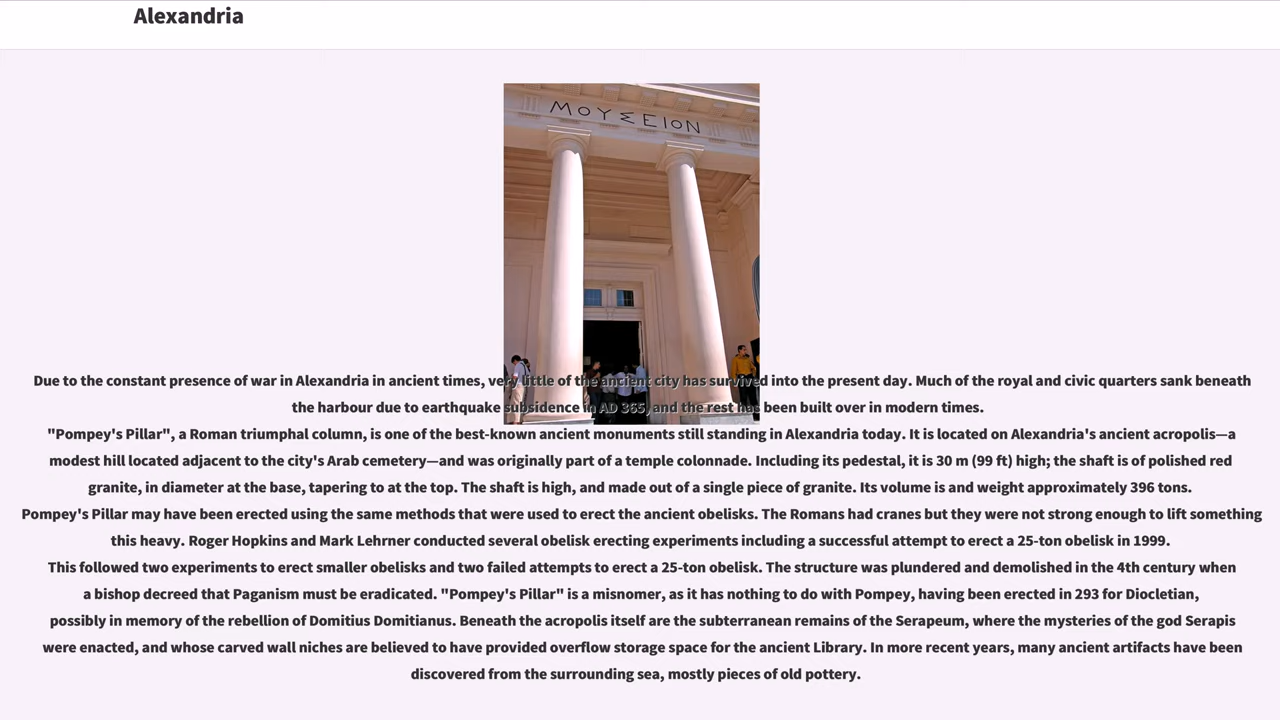 Alexandria
ΜΟΥΣΕΙΟΝ
Due to the constant presence of war in Alexandria in ancient times, very little of the ancient city has survived into the present day. Much of the royal and civic quarters sank beneath
the harbour due to earthquake subsidence in AD 365, and the rest has been built over in modern times.
"Pompey's Pillar", a Roman triumphal column, is one of the best-known ancient monuments still standing in Alexandria today. It is located on Alexandria's ancient acropolis—a
modest hill located adjacent to the city's Arab cemetery—and was originally part of a temple colonnade. Including its pedestal, it is 30 m (99 ft) high; the shaft is of polished red
granite, in diameter at the base, tapering to at the top. The shaft is high, and made out of a single piece of granite. Its volume is and weight approximately 396 tons.
Pompey's Pillar may have been erected using the same methods that were used to erect the ancient obelisks. The Romans had cranes but they were not strong enough to lift something
this heavy. Roger Hopkins and Mark Lehrner conducted several obelisk erecting experiments including a successful attempt to erect a 25-ton obelisk in 1999.
This followed two experiments to erect smaller obelisks and two failed attempts to erect a 25-ton obelisk. The structure was plundered and demolished in the 4th century when
a bishop decreed that Paganism must be eradicated. "Pompey's Pillar" is a misnomer, as it has nothing to do with Pompey, having been erected in 293 for Diocletian,
possibly in memory of the rebellion of Domitius Domitianus. Beneath the acropolis itself are the subterranean remains of the Serapeum, where the mysteries of the god Serapis
were enacted, and whose carved wall niches are believed to have provided overflow storage space for the ancient Library. In more recent years, many ancient artifacts have been
discovered from the surrounding sea, mostly pieces of old pottery.